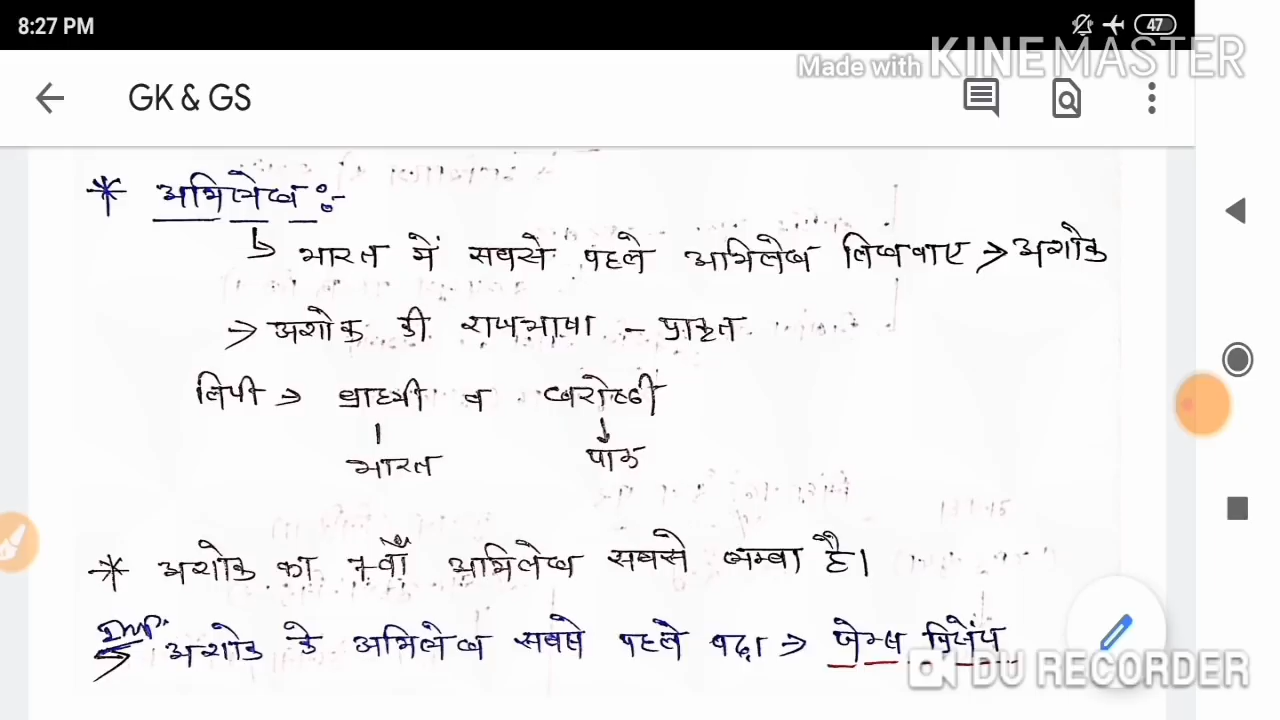 8:27 PM 47
Made with KINEMASTER
GK & GS
* अभिलेख :-
↳ भारत में सबसे पहले अभिलेख लिखवाए → अशोक
→ अशोक की राजभाषा - प्राकृत
लिपी → ब्राह्मी व खरोष्ठी
भारत पाक
* अशोक का 7वाँ अभिलेख सबसे लम्बा है।
Imp. → अशोक के अभिलेख सबसे पहले पढ़ा → जेम्स प्रिंसेप
DU RECORDER